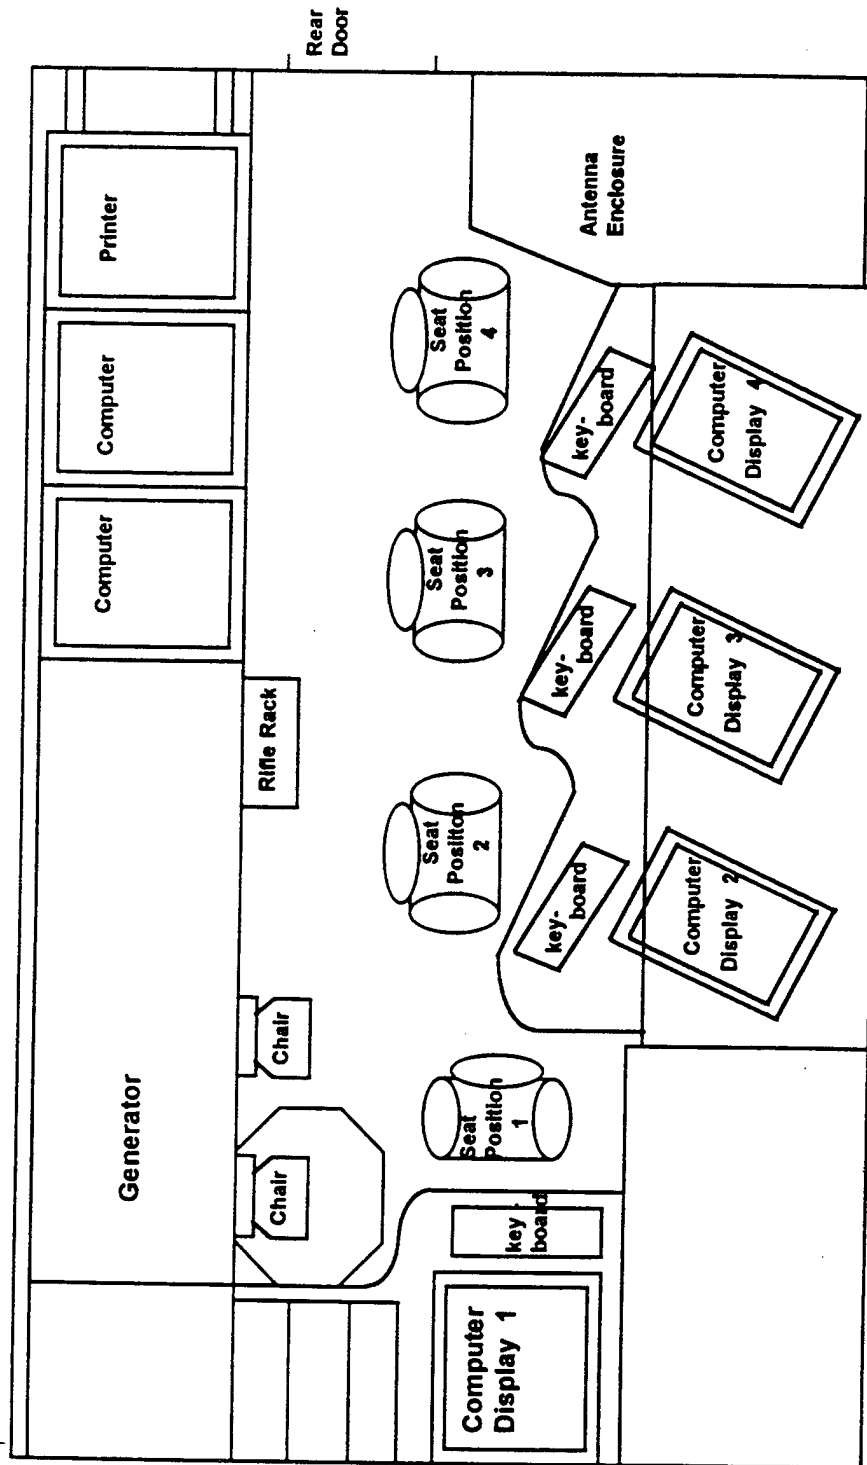 Rear
Door
Printer
Computer
Computer
Antenna
Enclosure
Seat
Position
4
key-
board
Computer
Display 4
Seat
Position
3
key-
board
Computer
Display 3
Rifle Rack
Seat
Posiiton
2
key-
board
Computer
Display 2
Generator
Chair
Chair
Seat
Position
1
key-
board
Computer
Display 1